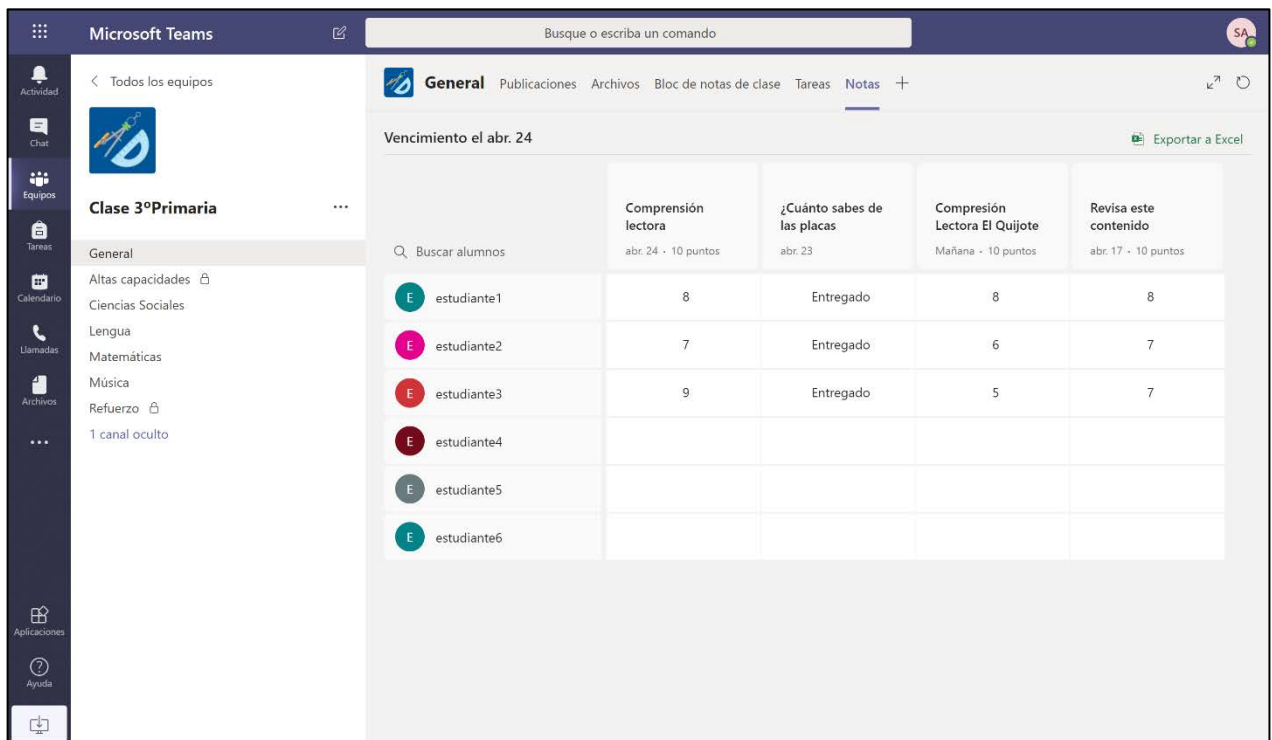 Microsoft Teams
Busque o escriba un comando
SA
Actividad
Chat
Equipos
Tareas
Calendario
Llamadas
Archivos
Aplicaciones
Ayuda
Todos los equipos
Clase 3ºPrimaria
General
Altas capacidades
Ciencias Sociales
Lengua
Matemáticas
Música
Refuerzo
1 canal oculto
General Publicaciones Archivos Bloc de notas de clase Tareas Notas
Vencimiento el abr. 24
Exportar a Excel
Buscar alumnos
Comprensión
lectora
abr. 24 · 10 puntos
¿Cuánto sabes de
las placas
abr. 23
Compresión
Lectora El Quijote
Mañana · 10 puntos
Revisa este
contenido
abr. 17 · 10 puntos
E estudiante1 8 Entregado 8 8
E estudiante2 7 Entregado 6 7
E estudiante3 9 Entregado 5 7
E estudiante4
E estudiante5
E estudiante6